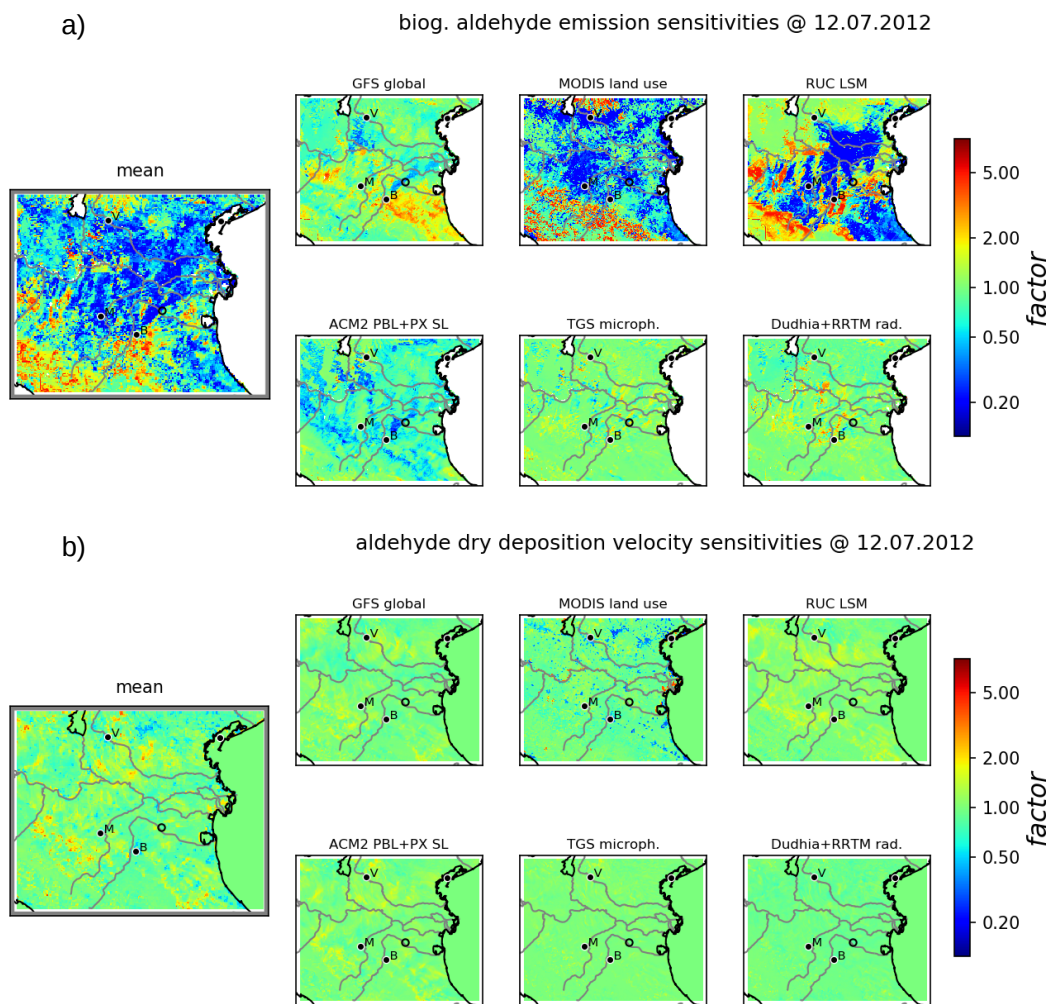 a)
biog. aldehyde emission sensitivities @ 12.07.2012
GFS global
MODIS land use
RUC LSM
mean
V
M
B
V
M
B
V
M
B
V
M
B
5.00
2.00
1.00
0.50
0.20
factor
ACM2 PBL+PX SL
TGS microph.
Dudhia+RRTM rad.
V
M
B
V
M
B
V
M
B
b)
aldehyde dry deposition velocity sensitivities @ 12.07.2012
GFS global
MODIS land use
RUC LSM
mean
V
M
B
V
M
B
V
M
B
V
M
B
5.00
2.00
1.00
0.50
0.20
factor
ACM2 PBL+PX SL
TGS microph.
Dudhia+RRTM rad.
V
M
B
V
M
B
V
M
B